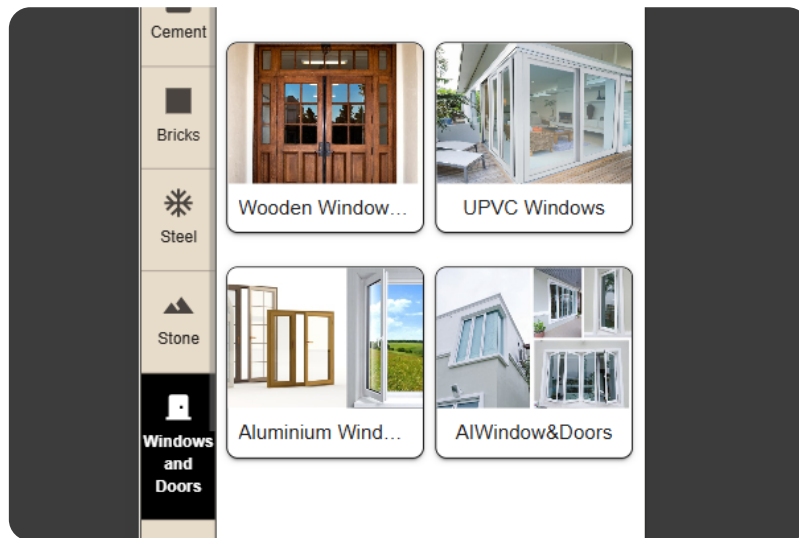 Cement
Bricks
Steel
Stone
Windows
and
Doors
Wooden Window...
UPVC Windows
Aluminium Wind...
AlWindow&Doors